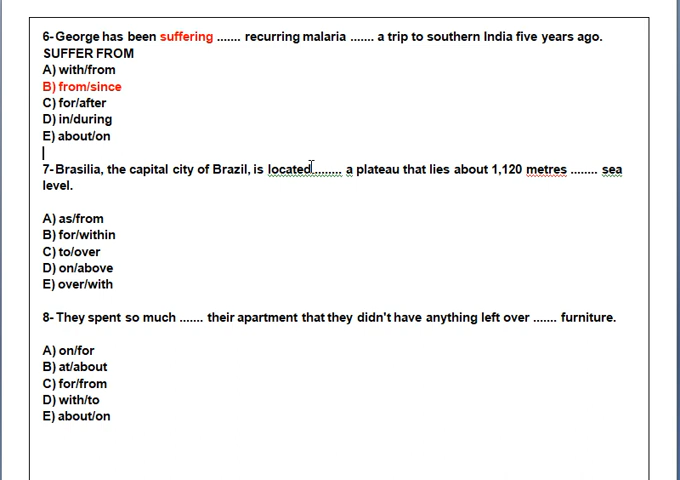 6- George has been suffering ....... recurring malaria ....... a trip to southern India five years ago.
SUFFER FROM
A) with/from
B) from/since
C) for/after
D) in/during
E) about/on
7- Brasilia, the capital city of Brazil, is located......... a plateau that lies about 1,120 metres ........ sea
level.
A) as/from
B) for/within
C) to/over
D) on/above
E) over/with
8- They spent so much ....... their apartment that they didn't have anything left over ....... furniture.
A) on/for
B) at/about
C) for/from
D) with/to
E) about/on